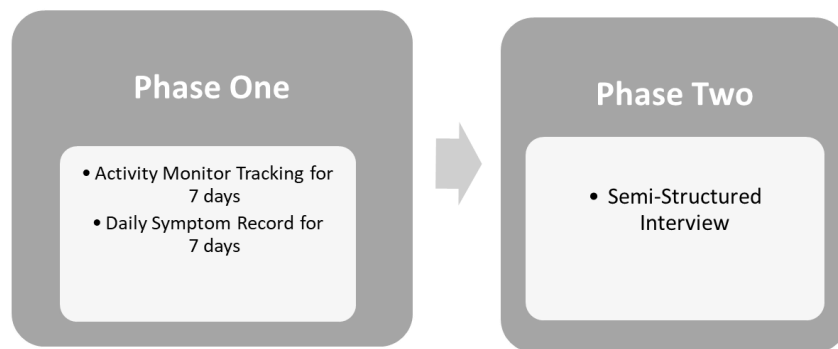 Phase One
• Activity Monitor Tracking for
7 days
• Daily Symptom Record for
7 days
Phase Two
• Semi-Structured
Interview